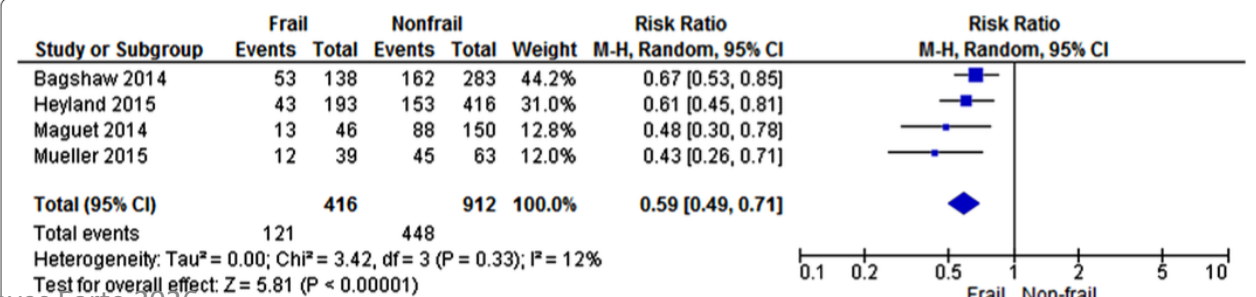 Frail Nonfrail Risk Ratio Risk Ratio
Study or Subgroup Events Total Events Total Weight M-H, Random, 95% CI M-H, Random, 95% CI
Bagshaw 2014 53 138 162 283 44.2% 0.67 [0.53, 0.85]
Heyland 2015 43 193 153 416 31.0% 0.61 [0.45, 0.81]
Maguet 2014 13 46 88 150 12.8% 0.48 [0.30, 0.78]
Mueller 2015 12 39 45 63 12.0% 0.43 [0.26, 0.71]
Total (95% CI) 416 912 100.0% 0.59 [0.49, 0.71]
Total events 121 448
Heterogeneity: Tau² = 0.00; Chi² = 3.42, df = 3 (P = 0.33); I² = 12%
Test for overall effect: Z = 5.81 (P < 0.00001)
0.1 0.2 0.5 1 2 5 10
Frail Non-frail